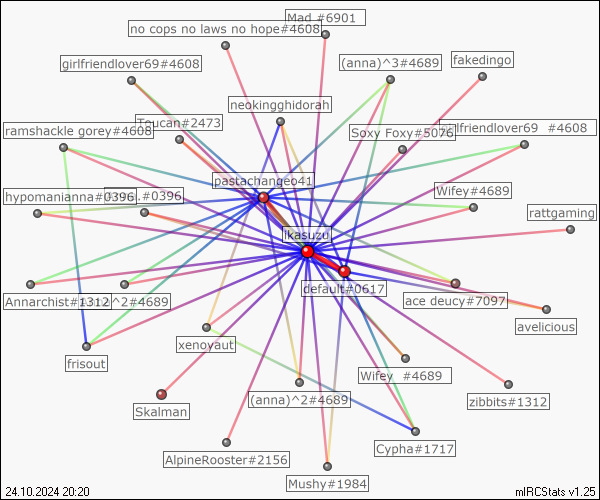 Mad #6901
no cops no laws no hope#4608
girlfriendlover69#4608
(anna)^3#4689
fakedingo
neokingghidorah
Toucan#2473
ramshackle gorey#4608
Soxy Foxy#5076
girlfriendlover69 #4608
pastachangeo41
hypomanianna#0396
#0396
Wifey#4689
rattgaming
ikasuzu
default#0617
Annarchist#1312
^2#4689
ace deucy#7097
avelicious
frisout
xenovaut
Wifey #4689
Skalman
(anna)^2#4689
zibbits#1312
Cypha#1717
AlpineRooster#2156
Mushy#1984
24.10.2024 20:20
mIRCStats v1.25